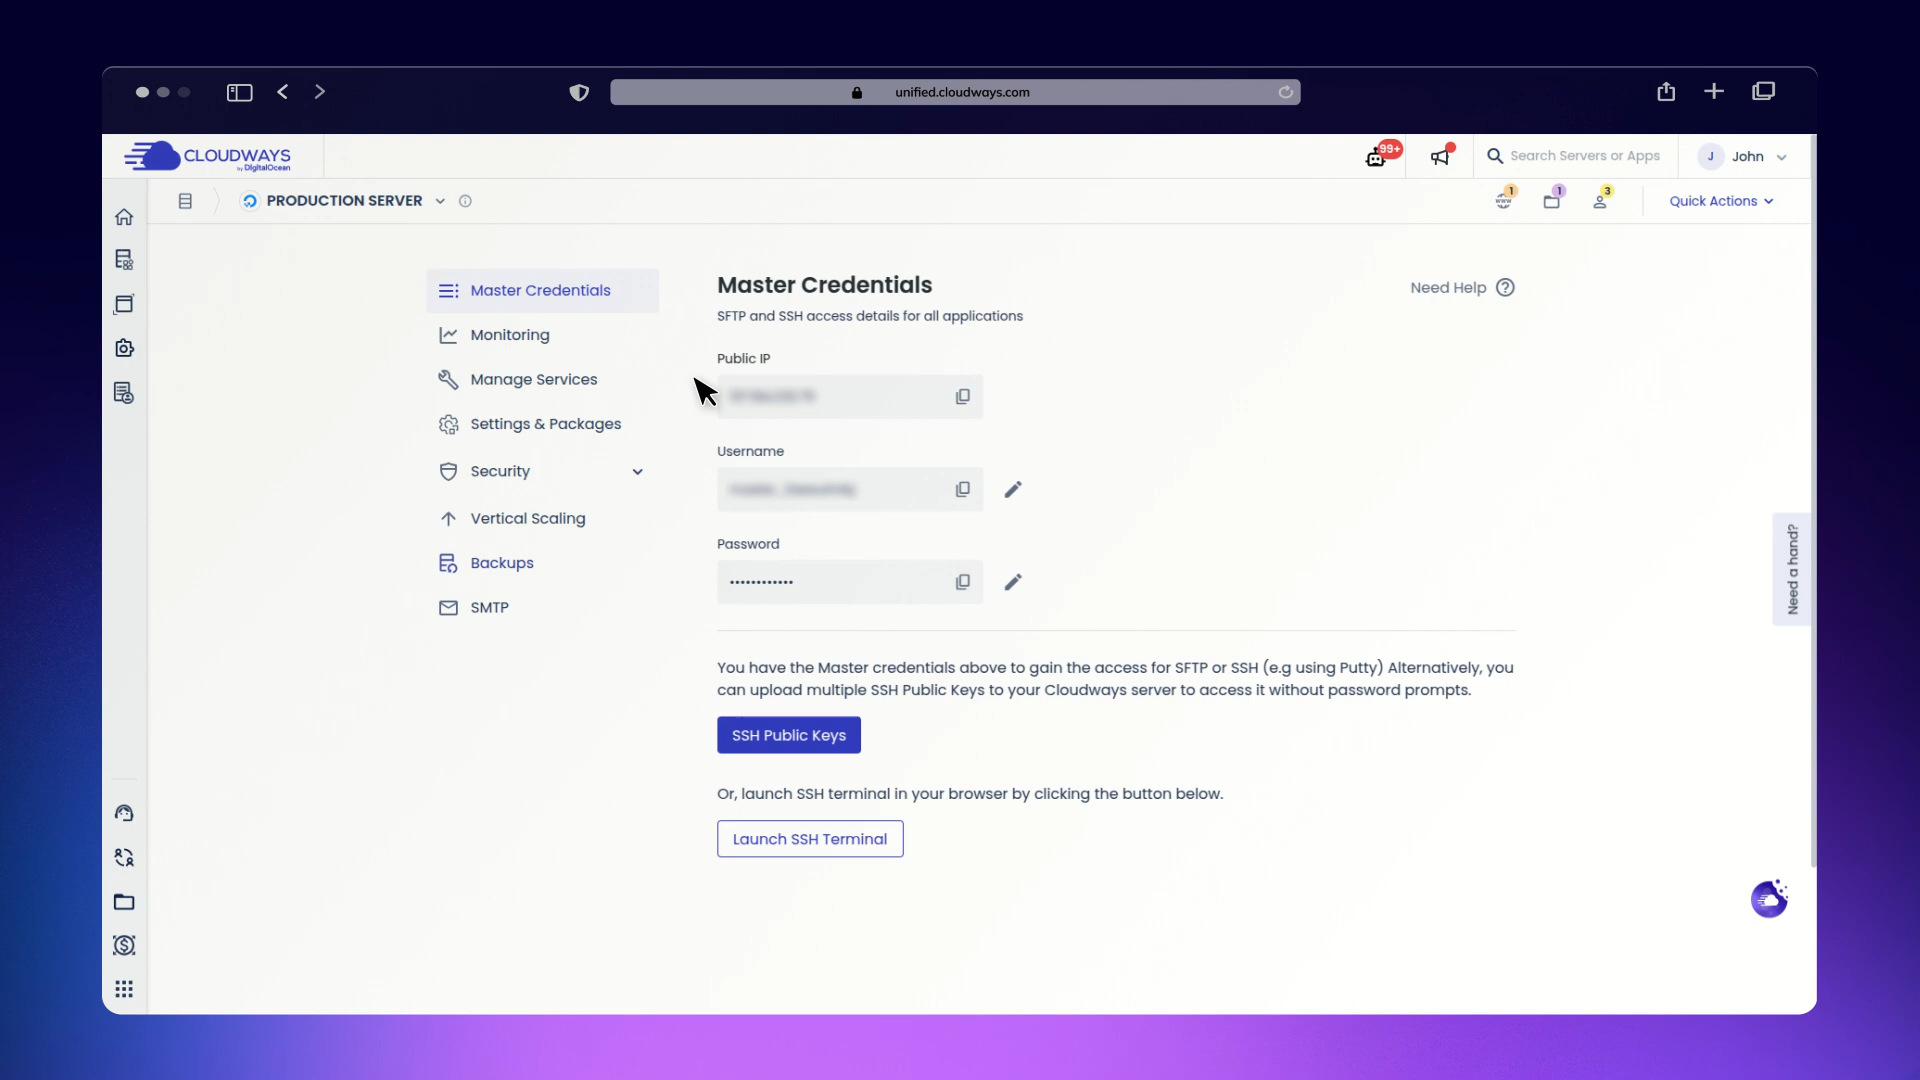 unified.cloudways.com
CLOUDWAYS
by DigitalOcean
99+
Search Servers or Apps
J
John
PRODUCTION SERVER
1
1
3
www
Quick Actions
Master Credentials
Monitoring
Manage Services
Settings & Packages
Security
Vertical Scaling
Backups
SMTP
Master Credentials
Need Help
SFTP and SSH access details for all applications
Public IP
Username
Password
••••••••••••
You have the Master credentials above to gain the access for SFTP or SSH (e.g using Putty) Alternatively, you
can upload multiple SSH Public Keys to your Cloudways server to access it without password prompts.
SSH Public Keys
Or, launch SSH terminal in your browser by clicking the button below.
Launch SSH Terminal
Need a hand?